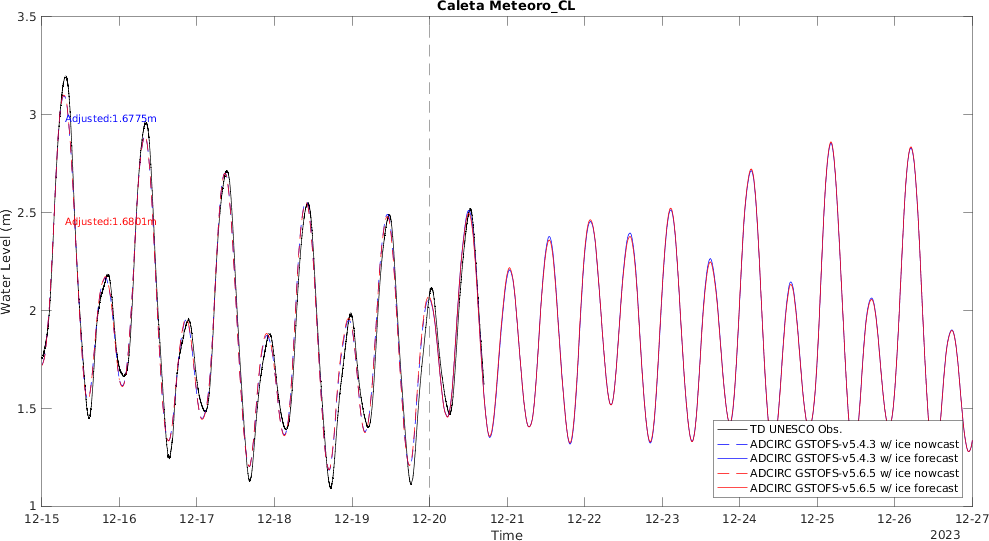 Caleta Meteoro_CL
3.5
3
2.5
2
1.5
1
Water Level (m)
Adjusted:1.6775m
Adjusted:1.6801m
TD UNESCO Obs.
ADCIRC GSTOFS-v5.4.3 w/ ice nowcast
ADCIRC GSTOFS-v5.4.3 w/ ice forecast
ADCIRC GSTOFS-v5.6.5 w/ ice nowcast
ADCIRC GSTOFS-v5.6.5 w/ ice forecast
12-15 12-16 12-17 12-18 12-19 12-20 12-21 12-22 12-23 12-24 12-25 12-26 12-27
Time
2023